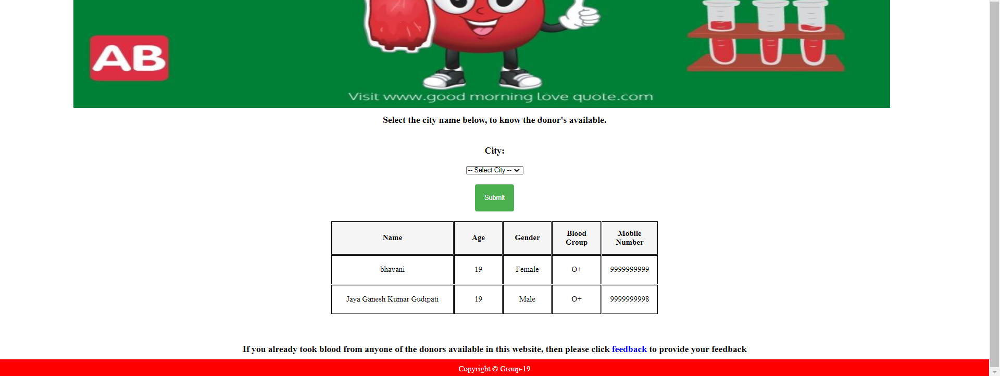 AB
Visit www.good morning love quote.com
Select the city name below, to know the donor's available.
City:
-- Select City --
Submit
Name Age Gender Blood Group Mobile Number
bhavani 19 Female O+ 9999999999
Jaya Ganesh Kumar Gudipati 19 Male O+ 9999999998
If you already took blood from anyone of the donors available in this website, then please click feedback to provide your feedback
Copyright © Group-19